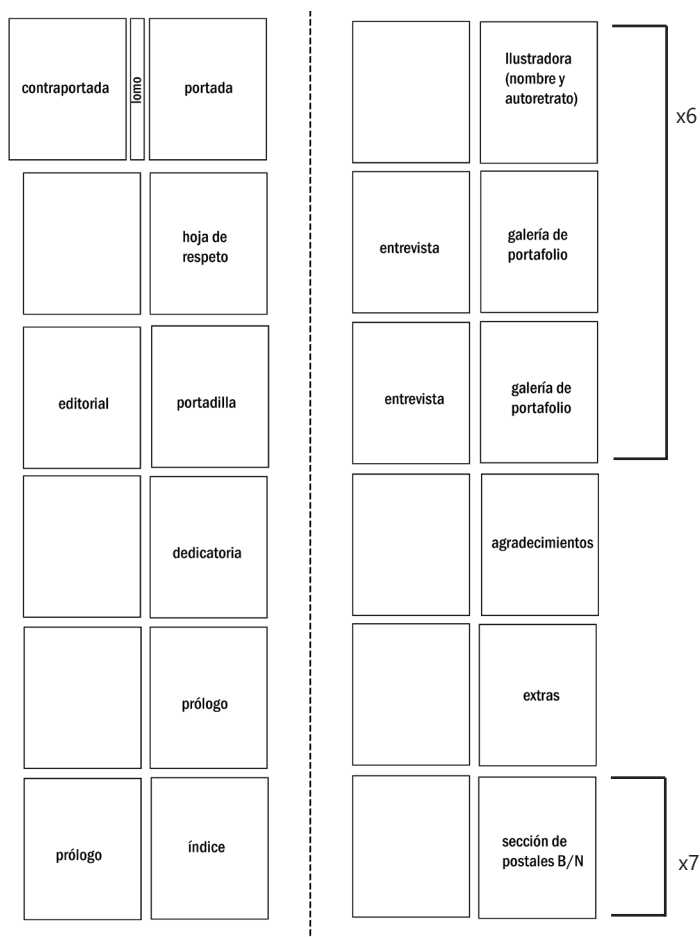 contraportada
lomo
portada
hoja de
respeto
editorial
portadilla
dedicatoria
prólogo
prólogo
índice
Ilustradora
(nombre y
autoretrato)
x6
entrevista
galería de
portafolio
entrevista
galería de
portafolio
agradecimientos
extras
sección de
postales B/N
x7